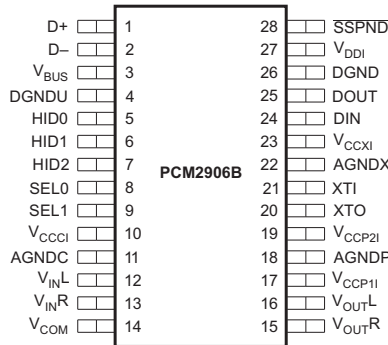 D+ 1 28 SSPND
D– 2 27 VDDI
VBUS 3 26 DGND
DGNDU 4 25 DOUT
HID0 5 24 DIN
HID1 6 23 VCCXI
HID2 7 22 AGNDX
PCM2906B
SEL0 8 21 XTI
SEL1 9 20 XTO
VCCCI 10 19 VCCP2I
AGNDC 11 18 AGNDP
VINL 12 17 VCCP1I
VINR 13 16 VOUTL
VCOM 14 15 VOUTR